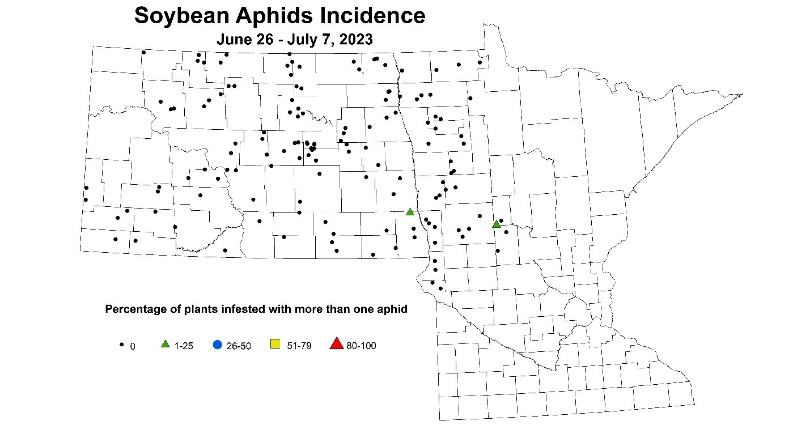 Soybean Aphids Incidence
June 26 - July 7, 2023
Percentage of plants infested with more than one aphid
0 1-25 26-50 51-79 80-100